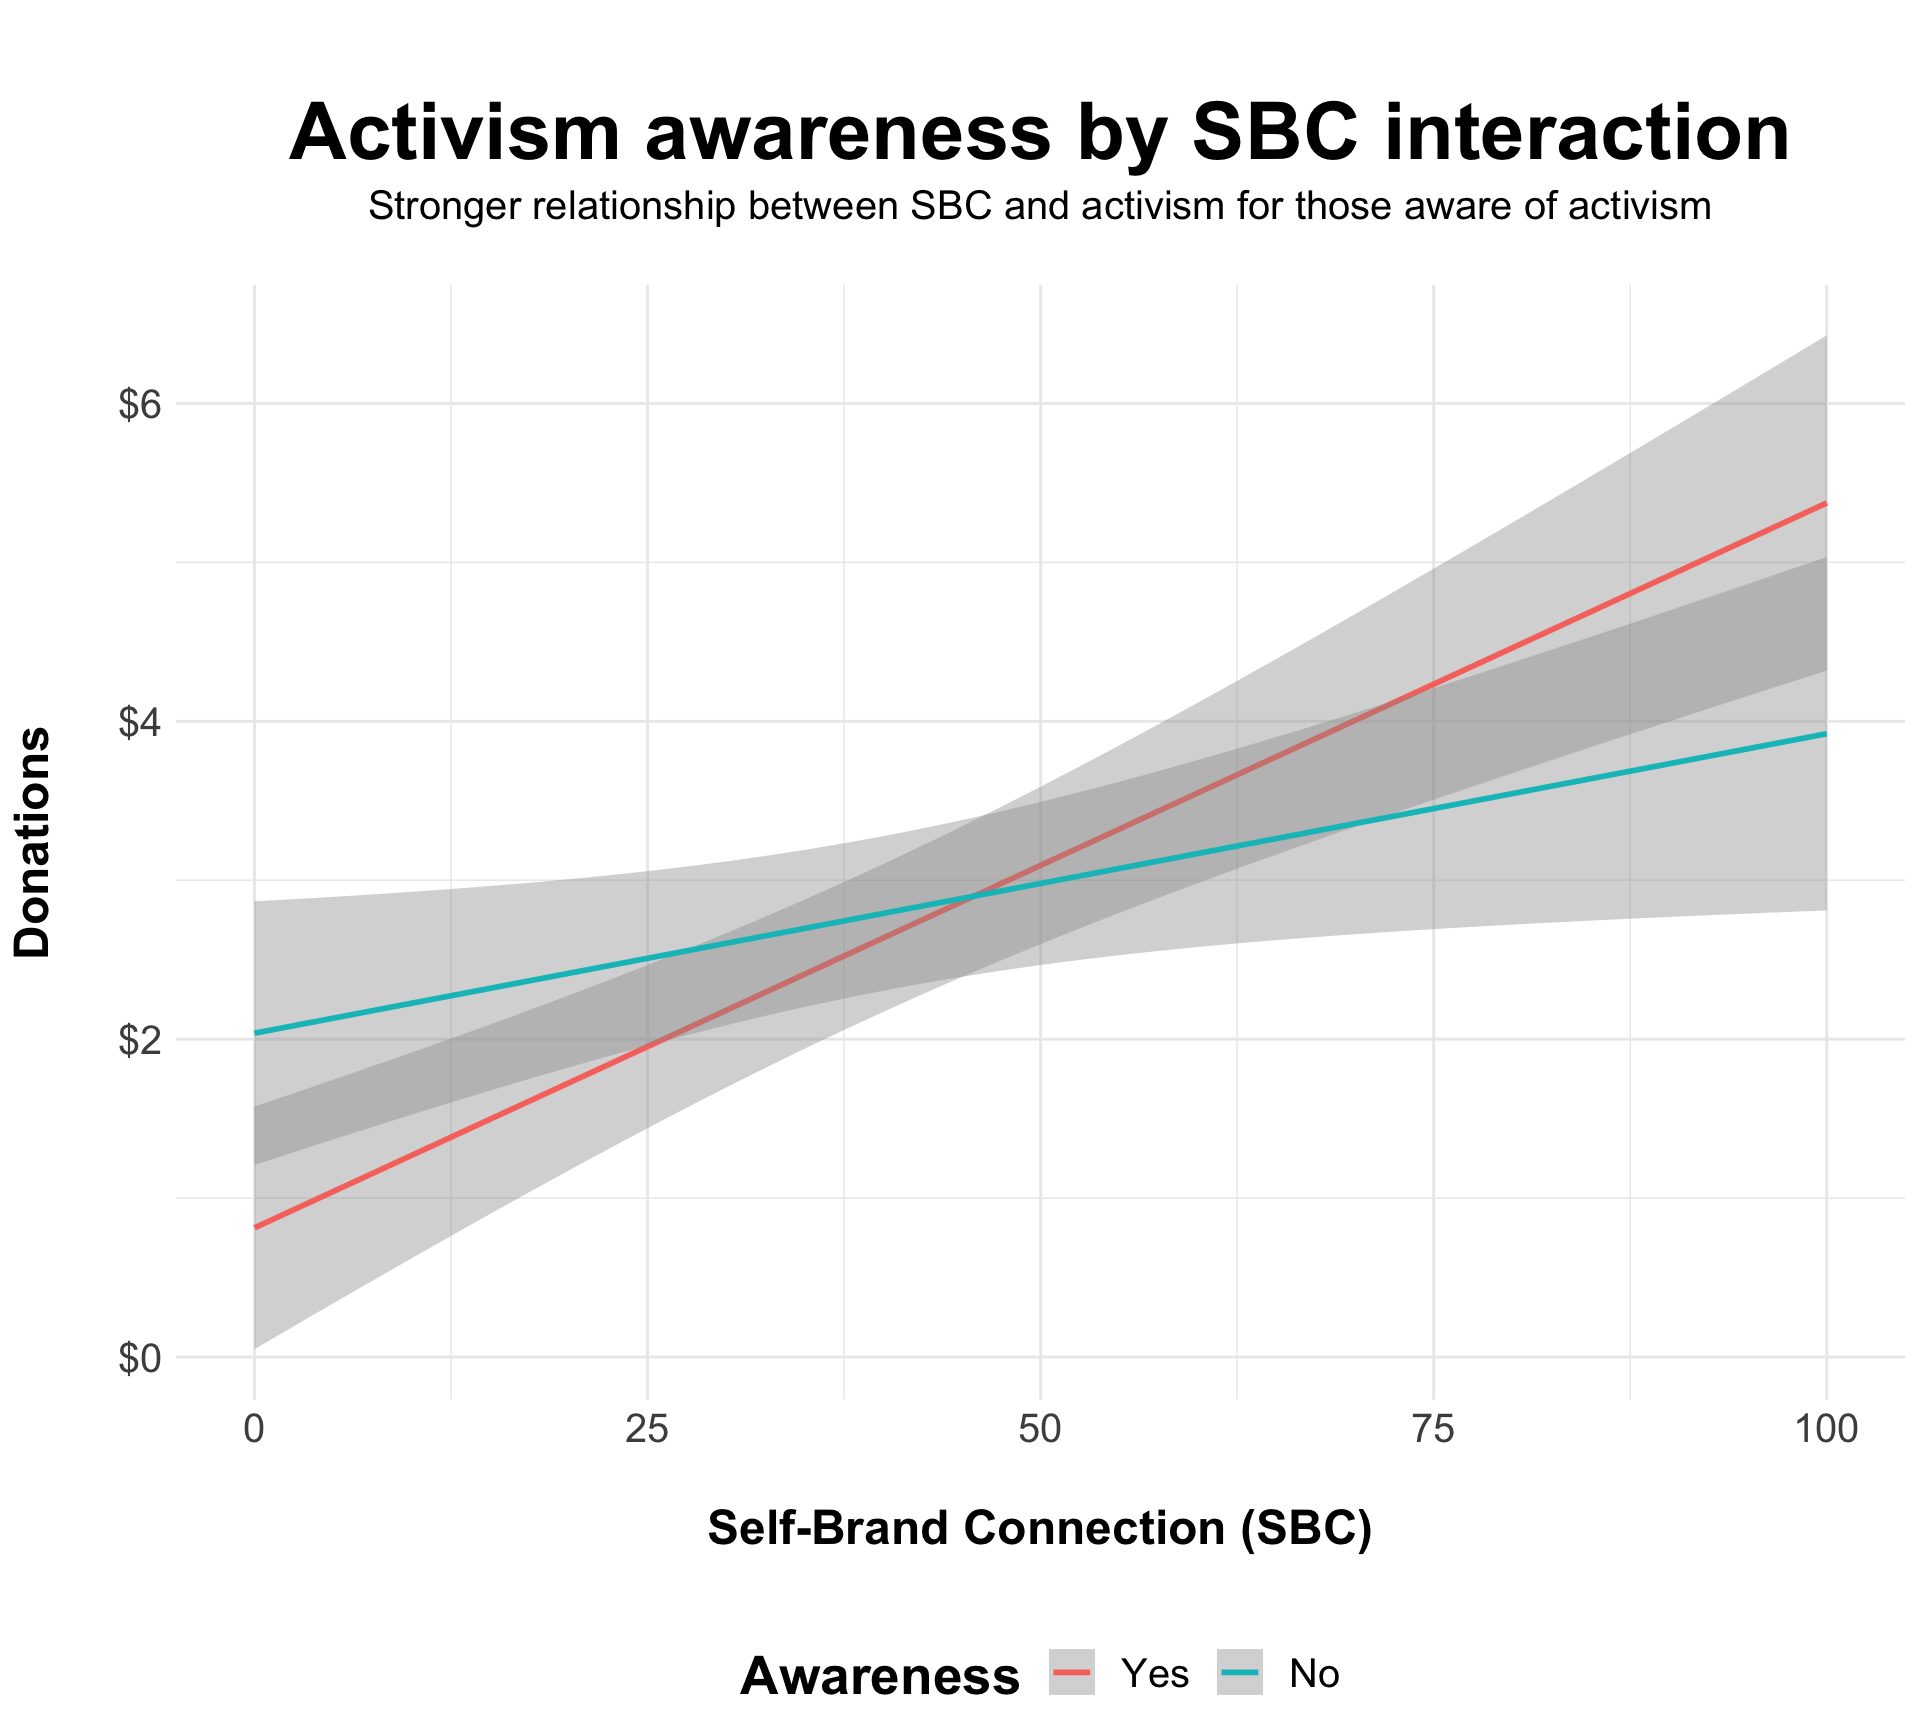 Activism awareness by SBC interaction
Stronger relationship between SBC and activism for those aware of activism
Donations
$6
$4
$2
$0
0 25 50 75 100
Self-Brand Connection (SBC)
Awareness Yes No